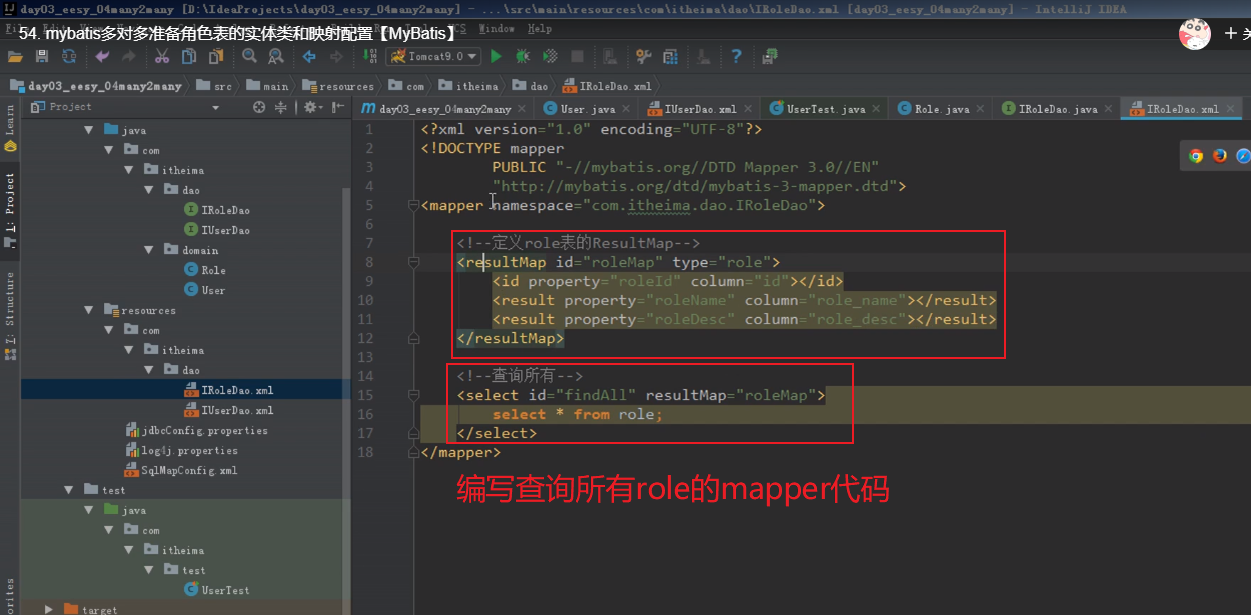 day03_eesy_04many2many [D:\IdeaProjects\day03_eesy_04many2many] - ...\src\main\resources\com\itheima\dao\IRoleDao.xml [day03_eesy_04many2many] - IntelliJ IDEA
54. mybatis多对多准备角色表的实体类和映射配置【MyBatis】
Window Help
+ 关
Tomcat9.0
day03_eesy_04many2many src main resources com itheima dao IRoleDao.xml
Learn
1: Project
7: Structure
Project
java
com
itheima
dao
IRoleDao
IUserDao
domain
Role
User
resources
com
itheima
dao
IRoleDao.xml
IUserDao.xml
jdbcConfig.properties
log4j.properties
SqlMapConfig.xml
test
java
com
itheima
test
UserTest
target
m day03_eesy_04many2many × User.java × IUserDao.xml × UserTest.java × Role.java × IRoleDao.java × IRoleDao.xml ×
1 <?xml version="1.0" encoding="UTF-8"?>
2 <!DOCTYPE mapper
3 PUBLIC "-//mybatis.org//DTD Mapper 3.0//EN"
4 "http://mybatis.org/dtd/mybatis-3-mapper.dtd">
5 <mapper namespace="com.itheima.dao.IRoleDao">
6
7 <!--定义role表的ResultMap-->
8 <resultMap id="roleMap" type="role">
9 <id property="roleId" column="id"></id>
10 <result property="roleName" column="role_name"></result>
11 <result property="roleDesc" column="role_desc"></result>
12 </resultMap>
13
14 <!--查询所有-->
15 <select id="findAll" resultMap="roleMap">
16 select * from role;
17 </select>
18 </mapper>
编写查询所有role的mapper代码